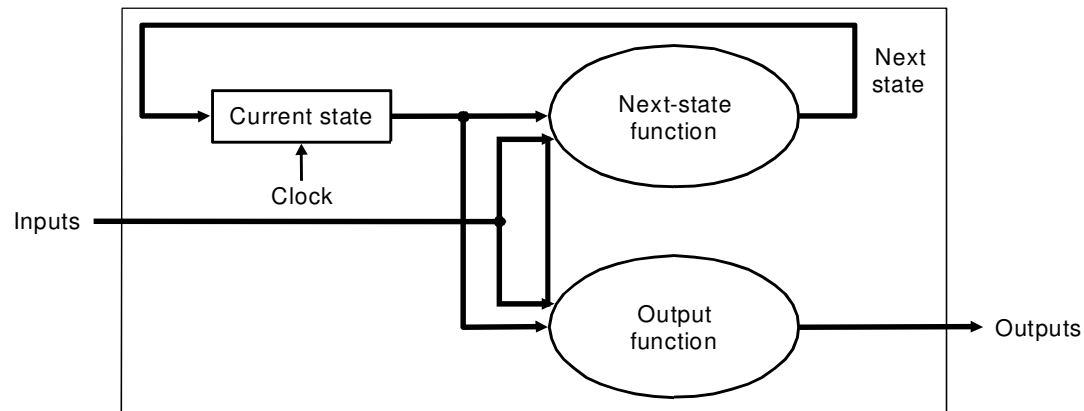 Next
state
Next-state
function
Current state
Clock
Inputs
Output
function
Outputs